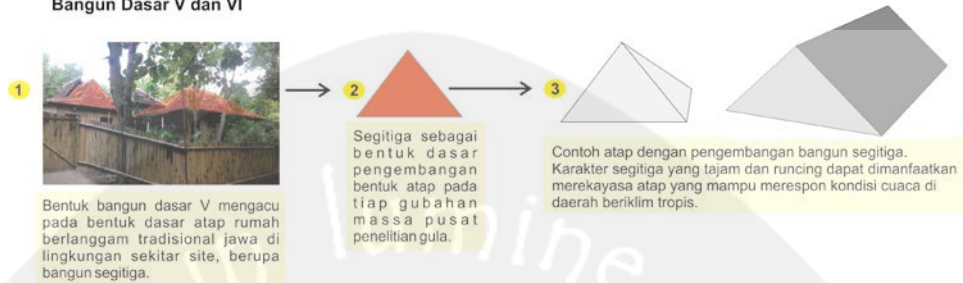 Bangun Dasar V dan VI
1
Bentuk bangun dasar V mengacu
pada bentuk dasar atap rumah
berlanggam tradisional jawa di
lingkungan sekitar site, berupa
bangun segitiga.
2
Segitiga sebagai
bentuk dasar
pengembangan
bentuk atap pada
tiap gubahan
massa pusat
penelitian gula.
3
Contoh atap dengan pengembangan bangun segitiga.
Karakter segitiga yang tajam dan runcing dapat dimanfaatkan
merekayasa atap yang mampu merespon kondisi cuaca di
daerah beriklim tropis.
lumine